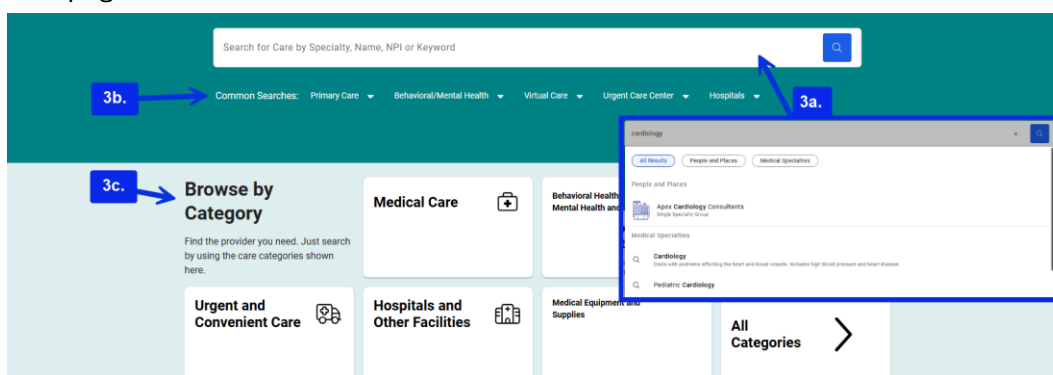 Search for Care by Specialty, Name, NPI or Keyword
3b.
Common Searches: Primary Care Behavioral/Mental Health Virtual Care Urgent Care Center Hospitals
3a.
cardiology
All Results People and Places Medical Specialties
People and Places
Apex Cardiology Consultants
Single Specialty Group
Medical Specialties
Cardiology
Deals with problems affecting the heart and blood vessels. Includes high blood pressure and heart disease
Pediatric Cardiology
3c.
Browse by
Category
Find the provider you need. Just search
by using the care categories shown
here.
Medical Care
Behavioral Health
Mental Health and
Urgent and
Convenient Care
Hospitals and
Other Facilities
Medical Equipment and
Supplies
All
Categories